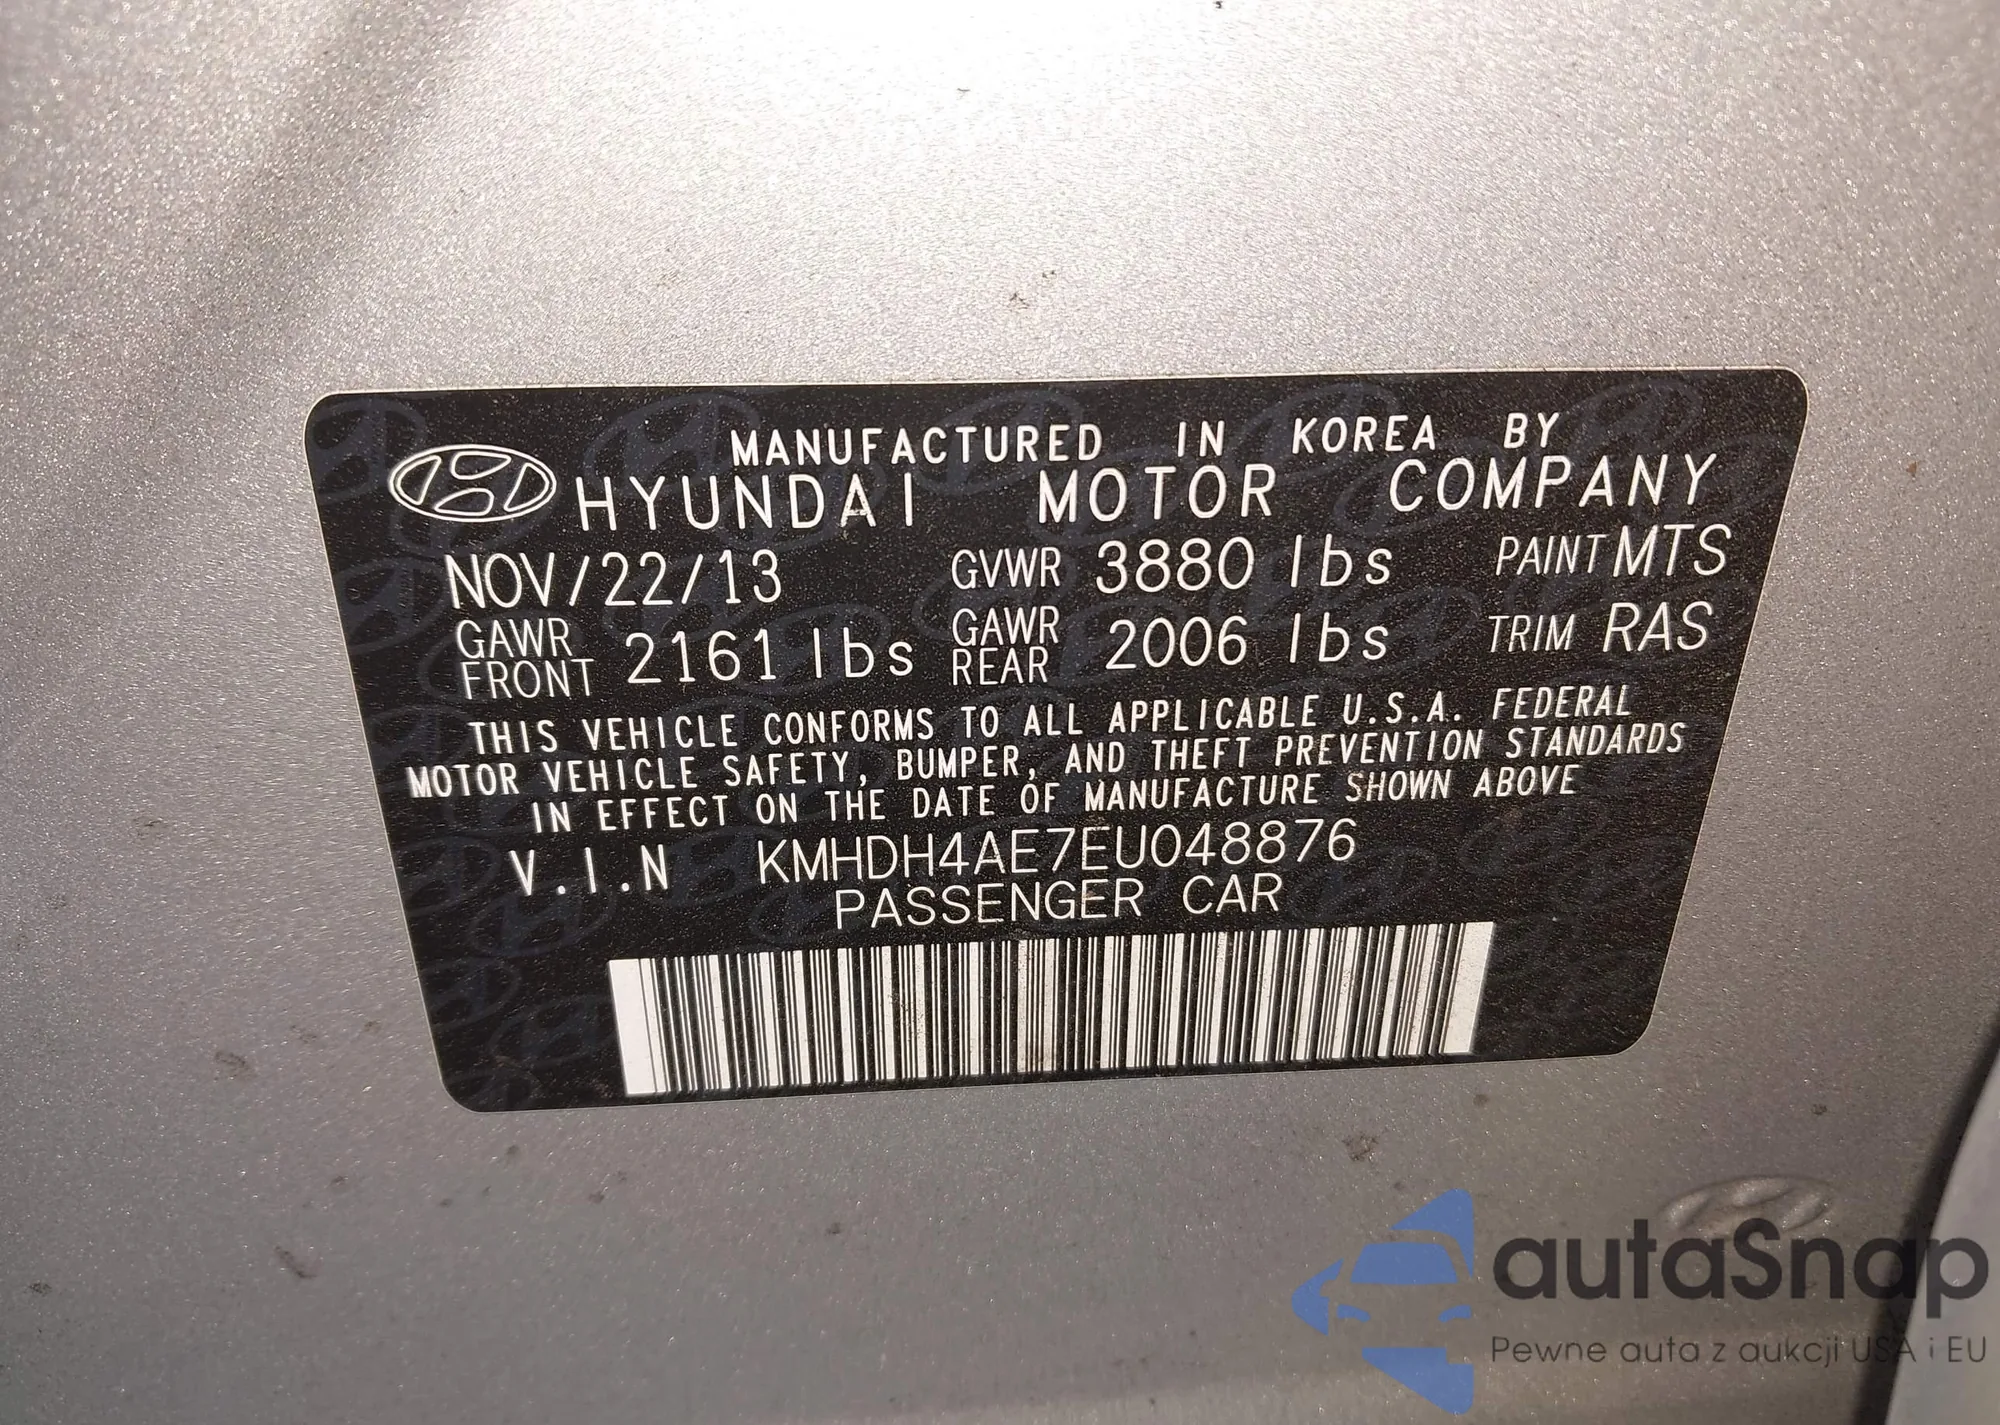 MANUFACTURED IN KOREA BY
HYUNDAI MOTOR COMPANY
NOV/22/13 GVWR 3880 lbs PAINT MTS
GAWR FRONT 2161 lbs GAWR REAR 2006 lbs TRIM RAS
THIS VEHICLE CONFORMS TO ALL APPLICABLE U.S.A. FEDERAL
MOTOR VEHICLE SAFETY, BUMPER, AND THEFT PREVENTION STANDARDS
IN EFFECT ON THE DATE OF MANUFACTURE SHOWN ABOVE
V.I.N KMHDH4AE7EU048876
PASSENGER CAR
autaSnap
Pewne auta z aukcji USA i EU